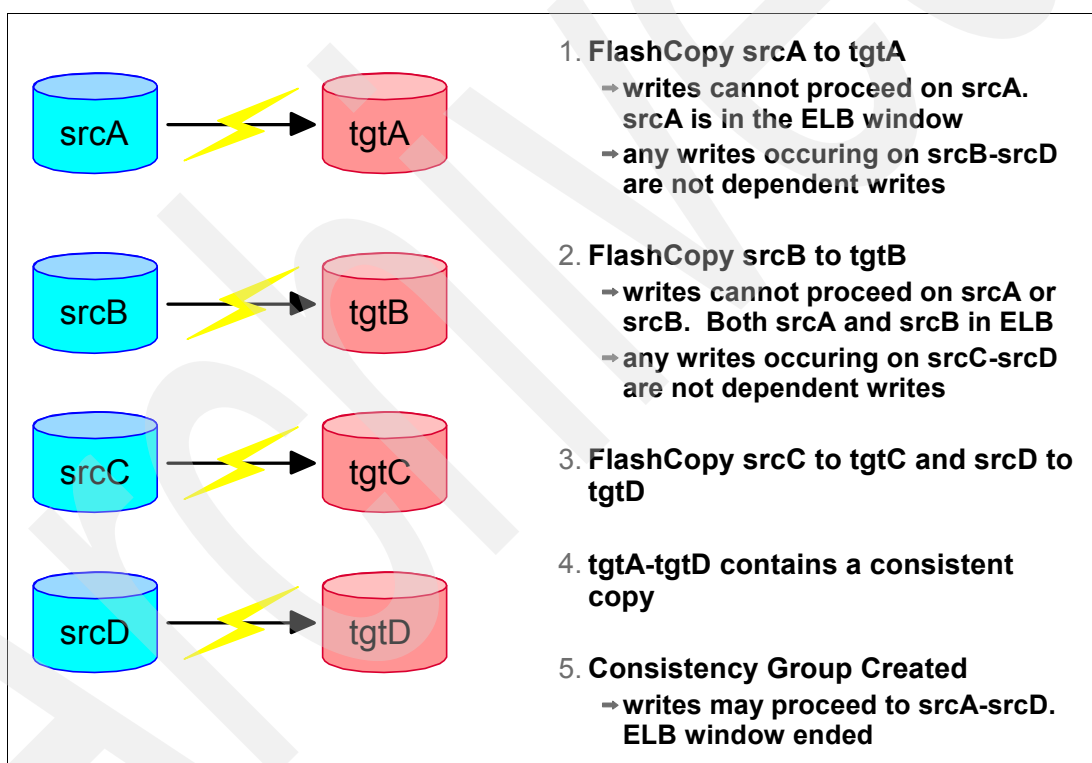 srcA
tgtA
srcB
tgtB
srcC
tgtC
srcD
tgtD
1. FlashCopy srcA to tgtA
➞writes cannot proceed on srcA.
srcA is in the ELB window
➞any writes occuring on srcB-srcD
are not dependent writes
2. FlashCopy srcB to tgtB
➞writes cannot proceed on srcA or
srcB. Both srcA and srcB in ELB
➞any writes occuring on srcC-srcD
are not dependent writes
3. FlashCopy srcC to tgtC and srcD to
tgtD
4. tgtA-tgtD contains a consistent
copy
5. Consistency Group Created
➞writes may proceed to srcA-srcD.
ELB window ended